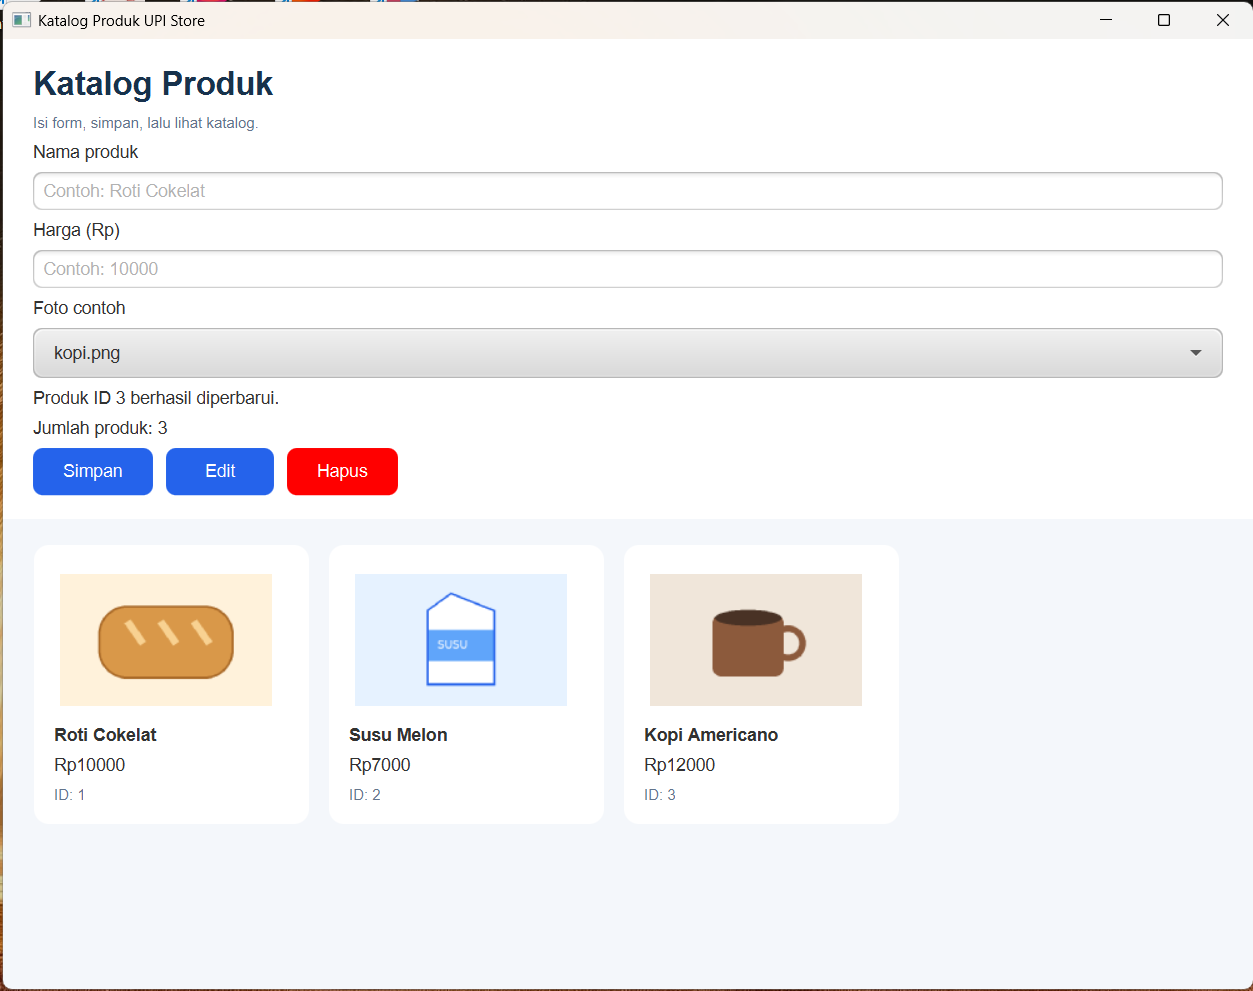 Katalog Produk UPI Store
Katalog Produk
Isi form, simpan, lalu lihat katalog.
Nama produk
Contoh: Roti Cokelat
Harga (Rp)
Contoh: 10000
Foto contoh
kopi.png
Produk ID 3 berhasil diperbarui.
Jumlah produk: 3
Simpan Edit Hapus
SUSU
Roti Cokelat Susu Melon Kopi Americano
Rp10000 Rp7000 Rp12000
ID: 1 ID: 2 ID: 3